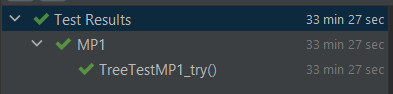 Test Results 33 min 27 sec
MP1 33 min 27 sec
TreeTestMP1_try() 33 min 27 sec